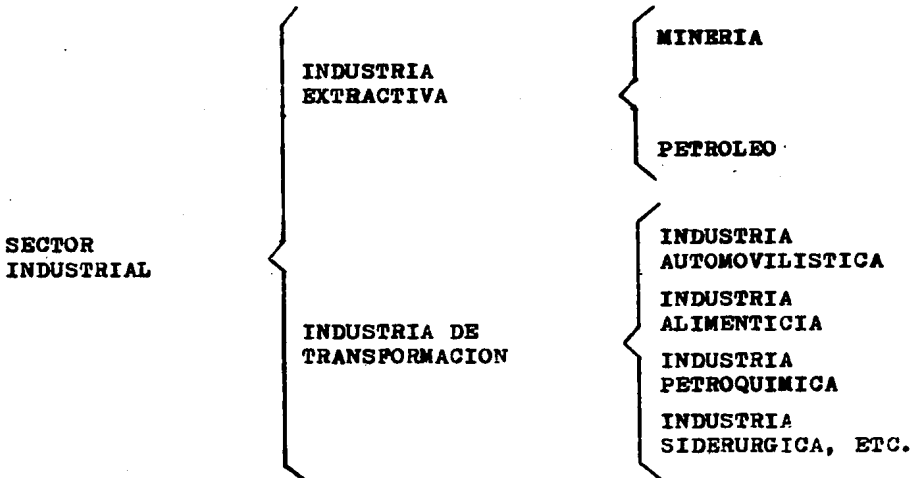 SECTOR
INDUSTRIAL
INDUSTRIA
EXTRACTIVA
MINERIA
PETROLEO
INDUSTRIA DE
TRANSFORMACION
INDUSTRIA
AUTOMOVILISTICA
INDUSTRIA
ALIMENTICIA
INDUSTRIA
PETROQUIMICA
INDUSTRIA
SIDERURGICA, ETC.